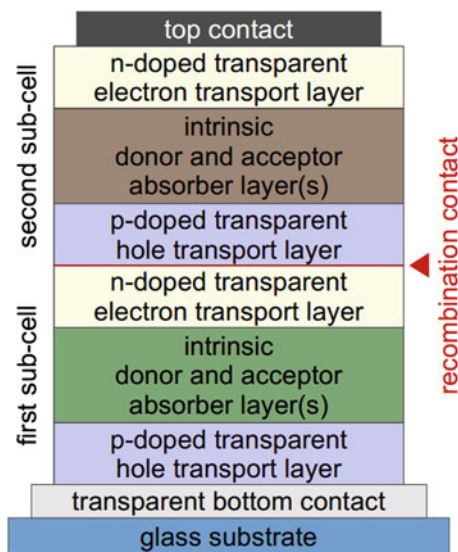 top contact
n-doped transparent
electron transport layer
intrinsic
donor and acceptor
absorber layer(s)
p-doped transparent
hole transport layer
n-doped transparent
electron transport layer
intrinsic
donor and acceptor
absorber layer(s)
p-doped transparent
hole transport layer
transparent bottom contact
glass substrate
second sub-cell
first sub-cell
recombination contact